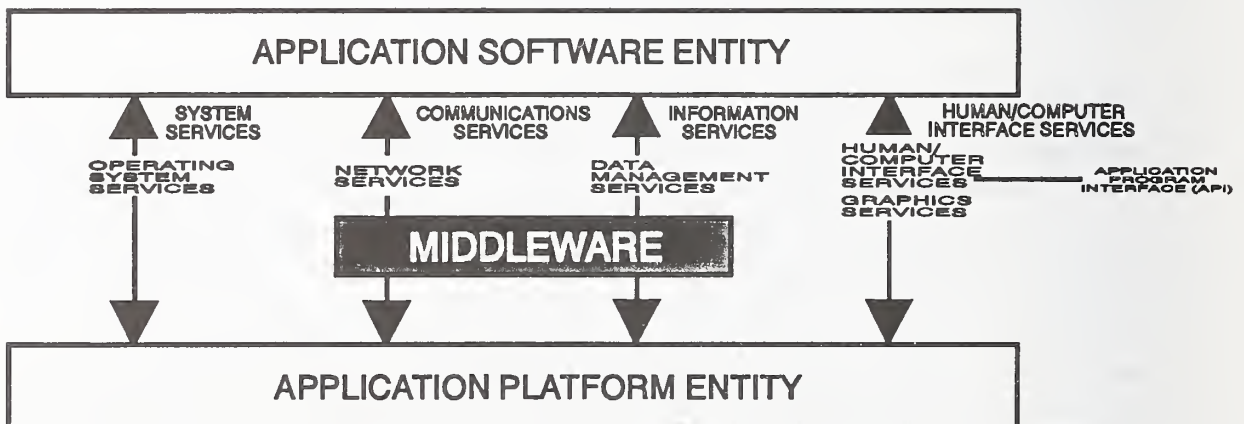 APPLICATION SOFTWARE ENTITY
SYSTEM
SERVICES
COMMUNICATIONS
SERVICES
INFORMATION
SERVICES
HUMAN/COMPUTER
INTERFACE SERVICES
OPERATING
SYSTEM
SERVICES
NETWORK
SERVICES
DATA
MANAGEMENT
SERVICES
HUMAN/
COMPUTER
INTERFACE
SERVICES
GRAPHICS
SERVICES
APPLICATION
PROGRAM
INTERFACE (API)
MIDDLEWARE
APPLICATION PLATFORM ENTITY